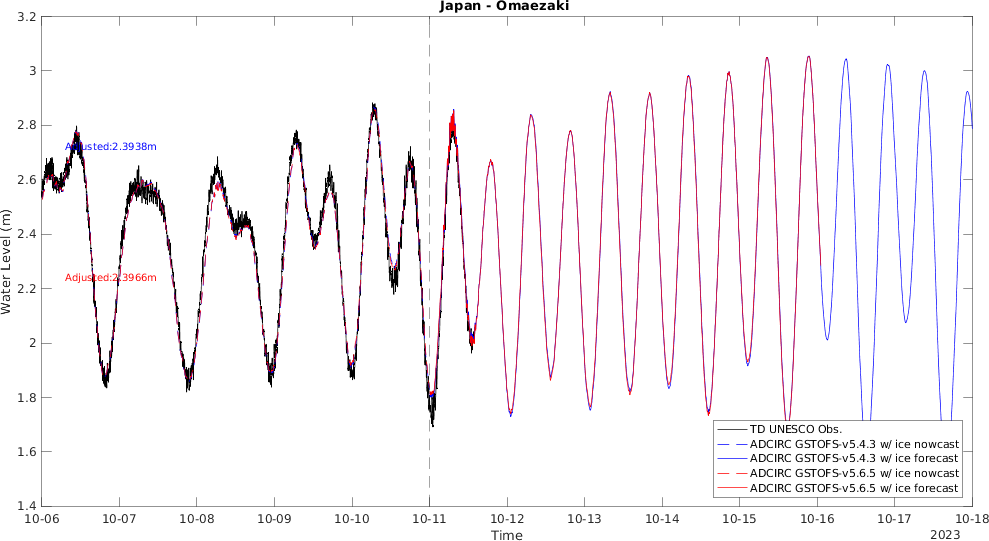 Japan - Omaezaki
3.2
3
2.8
2.6
2.4
2.2
2
1.8
1.6
1.4
Water Level (m)
Adjusted:2.3938m
Adjusted:2.3966m
TD UNESCO Obs.
ADCIRC GSTOFS-v5.4.3 w/ ice nowcast
ADCIRC GSTOFS-v5.4.3 w/ ice forecast
ADCIRC GSTOFS-v5.6.5 w/ ice nowcast
ADCIRC GSTOFS-v5.6.5 w/ ice forecast
10-06 10-07 10-08 10-09 10-10 10-11 10-12 10-13 10-14 10-15 10-16 10-17 10-18
Time
2023